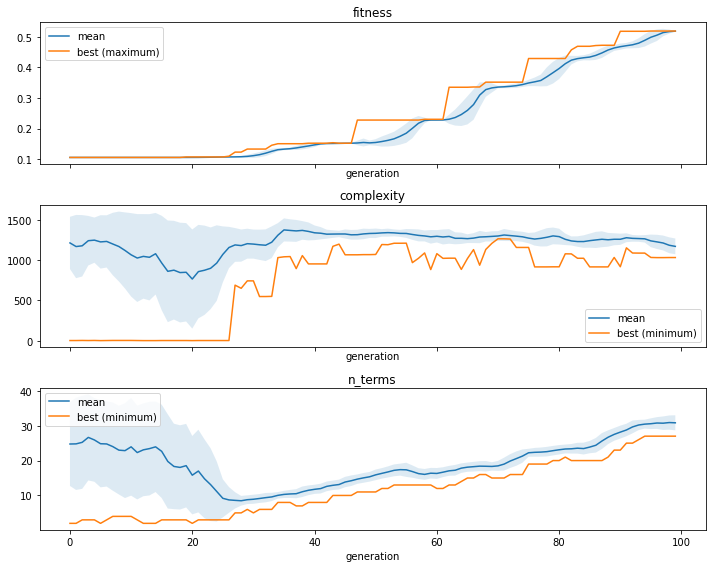 fitness
mean
best (maximum)
0.5
0.4
0.3
0.2
0.1
generation
complexity
1500
1000
500
0
mean
best (minimum)
generation
n_terms
mean
best (minimum)
40
30
20
10
0 20 40 60 80 100
generation